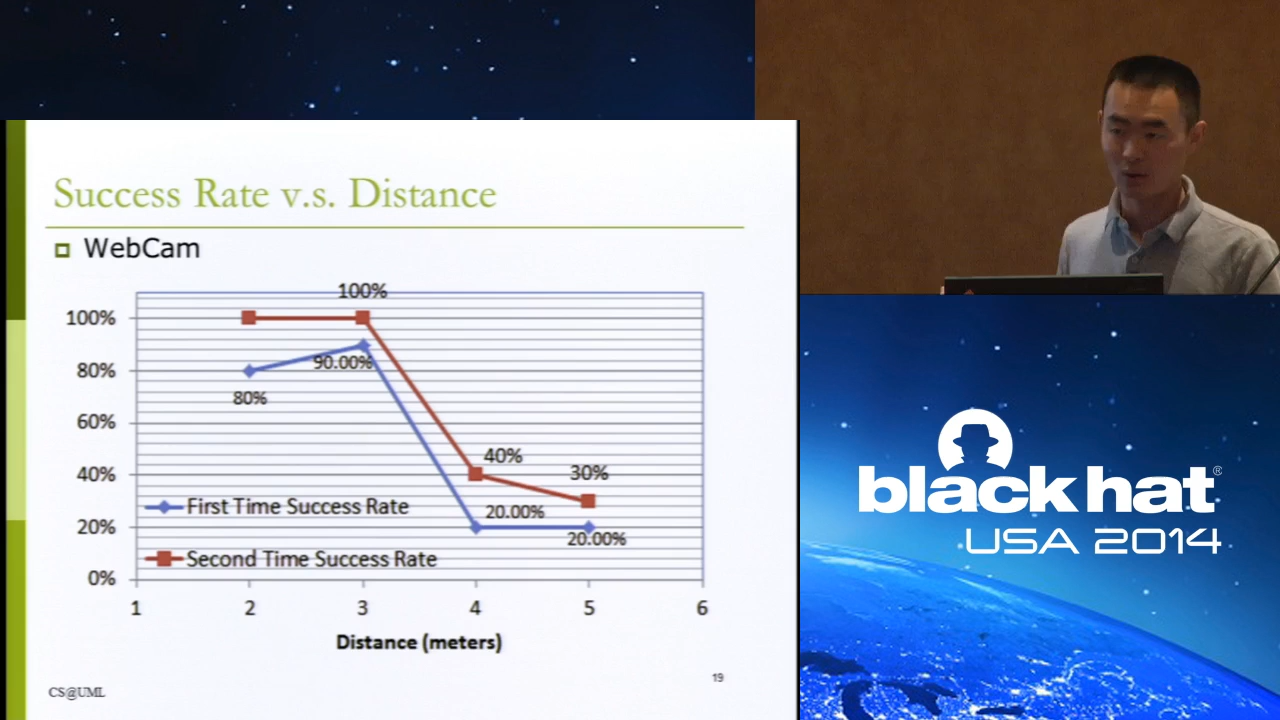 Success Rate v.s. Distance
WebCam
100%
100%
90.00%
80%
80%
60%
40%
40%
30%
First Time Success Rate
20.00%
20%
20.00%
Second Time Success Rate
0%
1 2 3 4 5 6
Distance (meters)
CS@UML
19
black hat®
USA 2014